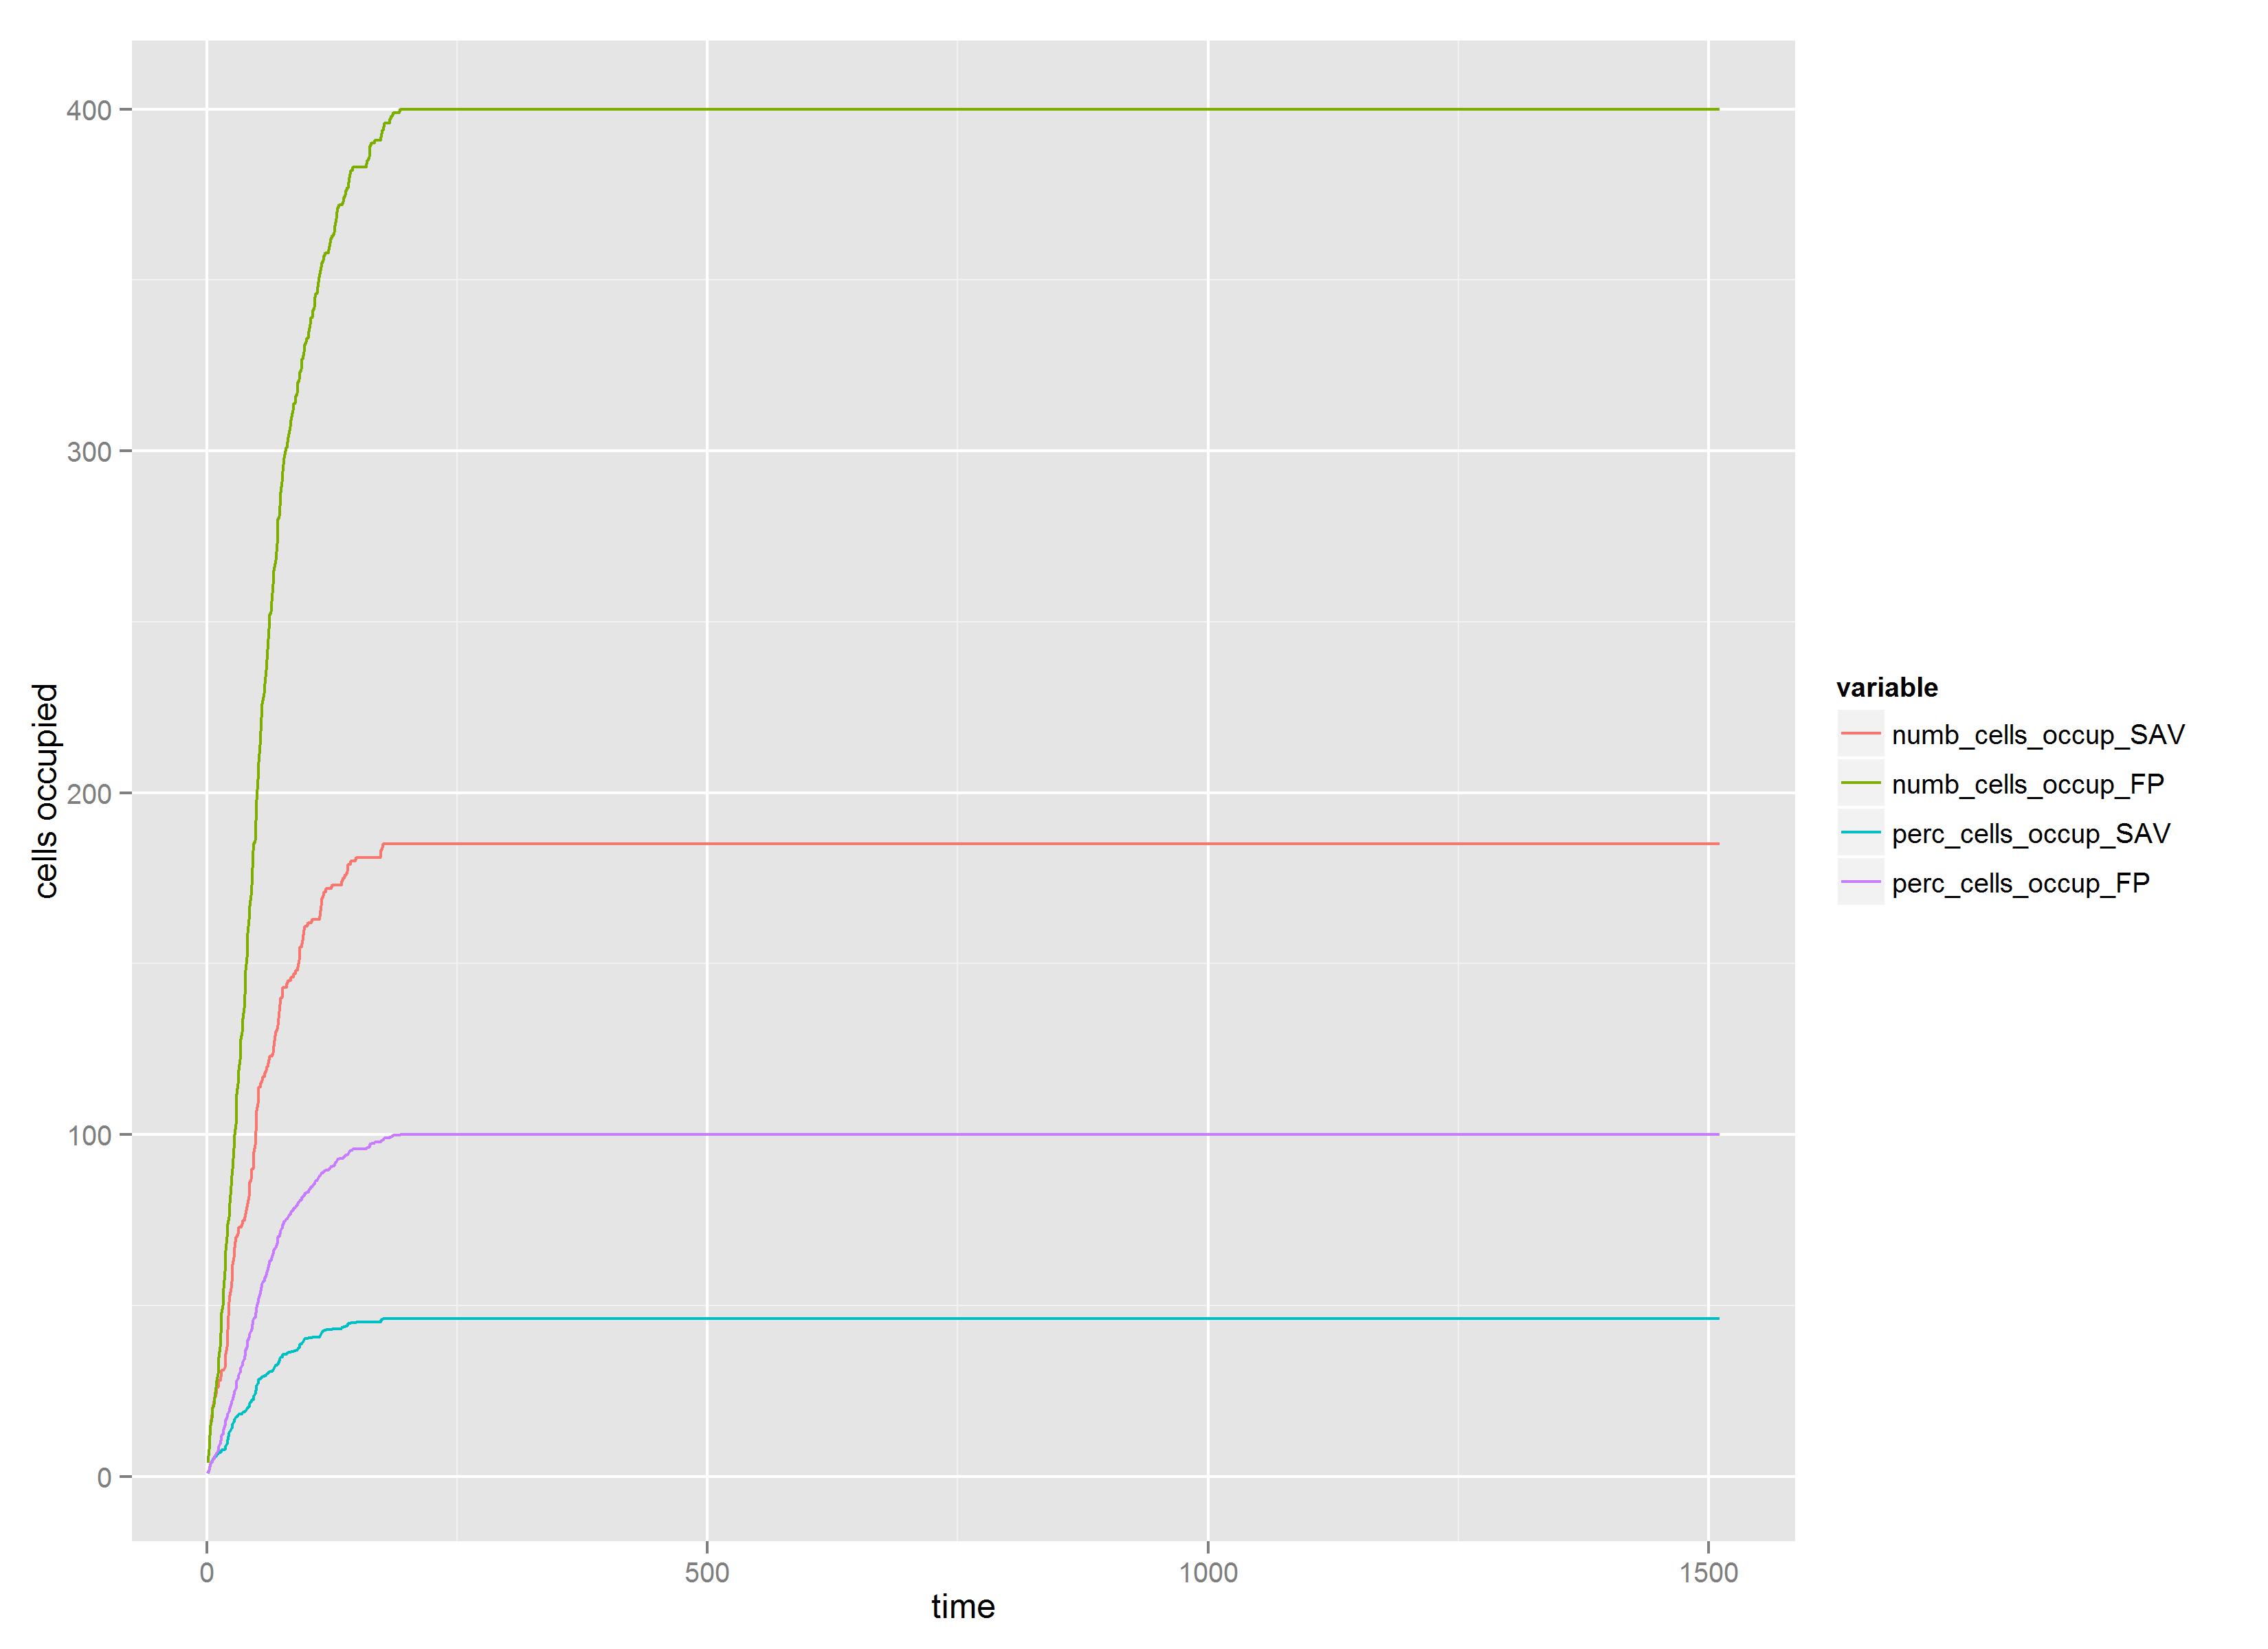 400
300
200
100
0
cells occupied
0 500 1000 1500
time
variable
numb_cells_occup_SAV
numb_cells_occup_FP
perc_cells_occup_SAV
perc_cells_occup_FP